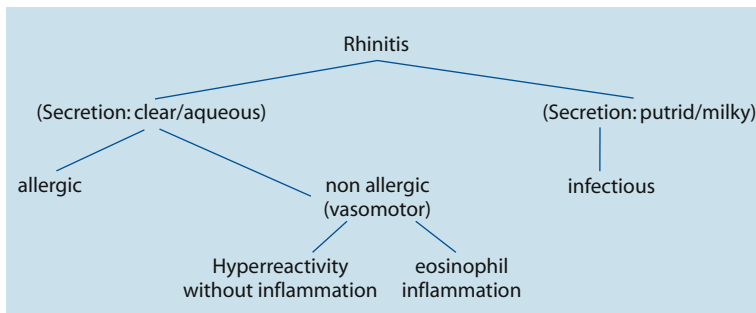 Rhinitis
(Secretion: clear/aqueous)
(Secretion: putrid/milky)
allergic
non allergic
(vasomotor)
infectious
Hyperreactivity
without inflammation
eosinophil
inflammation